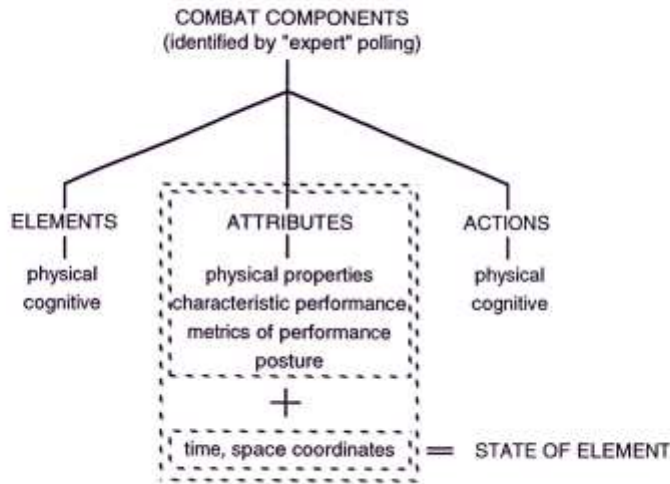 COMBAT COMPONENTS
(identified by "expert" polling)
ELEMENTS
physical
cognitive
ATTRIBUTES
physical properties
characteristic performance
metrics of performance
posture
+
time, space coordinates = STATE OF ELEMENT
ACTIONS
physical
cognitive